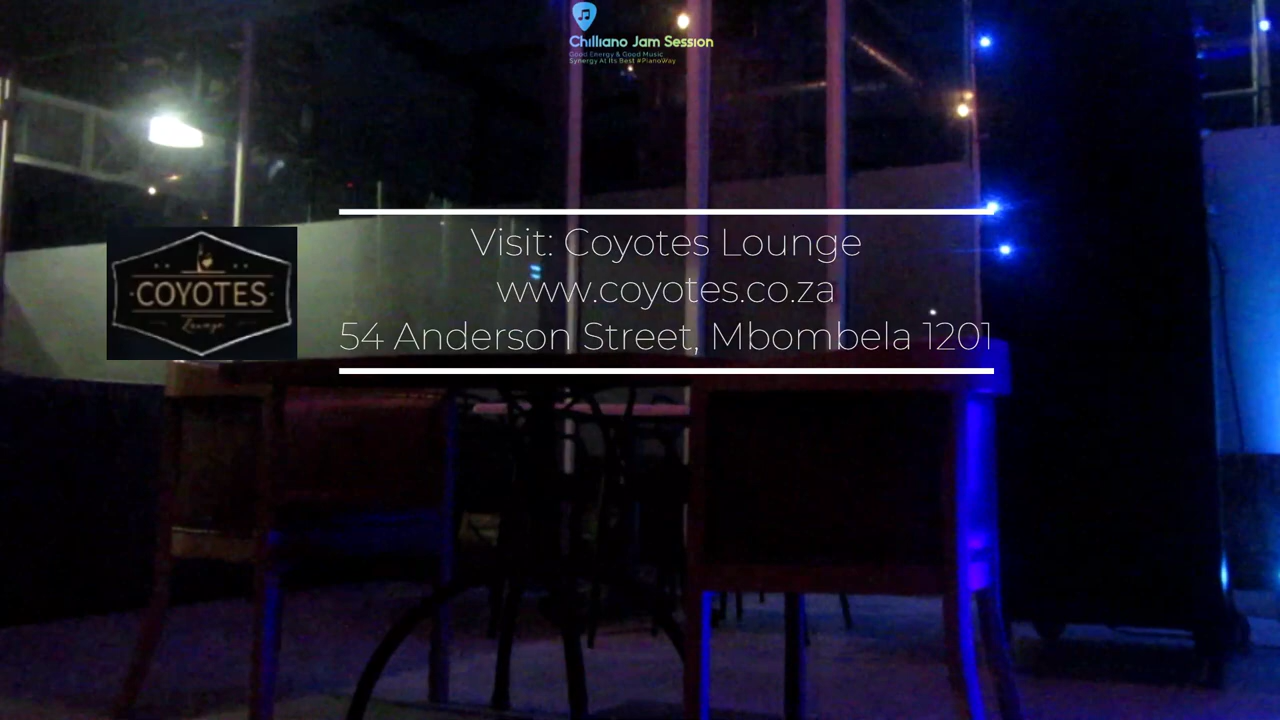 Chilliano Jam Session
Good Energy & Good Music
Synergy At Its Best #PianoWay
Visit: Coyotes Lounge
www.coyotes.co.za
54 Anderson Street, Mbombela 1201
COYOTES
Lounge